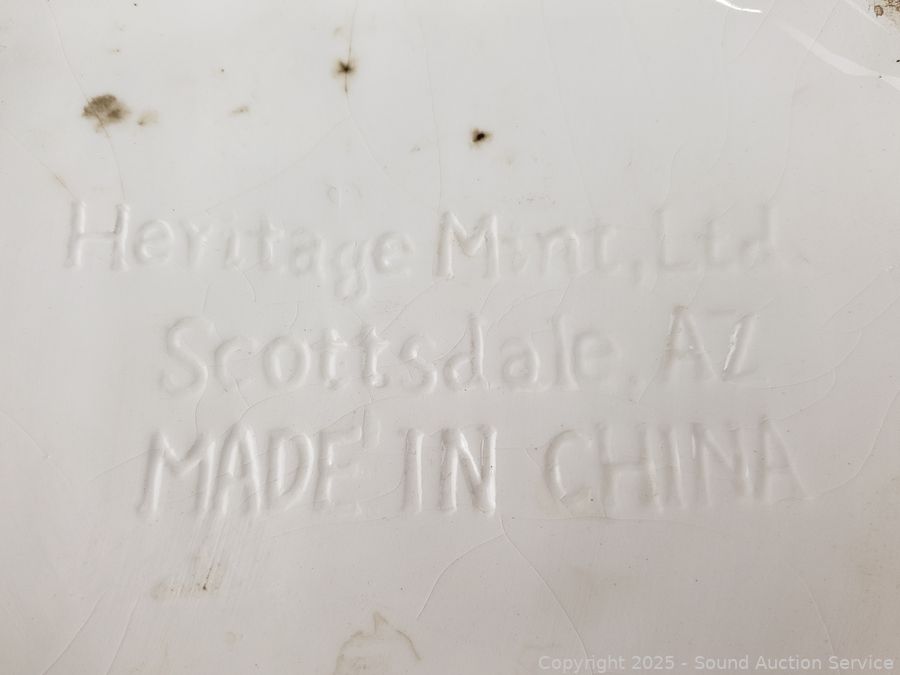 Heritage Mint, Ltd.
Scottsdale, AZ
MADE IN CHINA
Copyright 2025 - Sound Auction Service